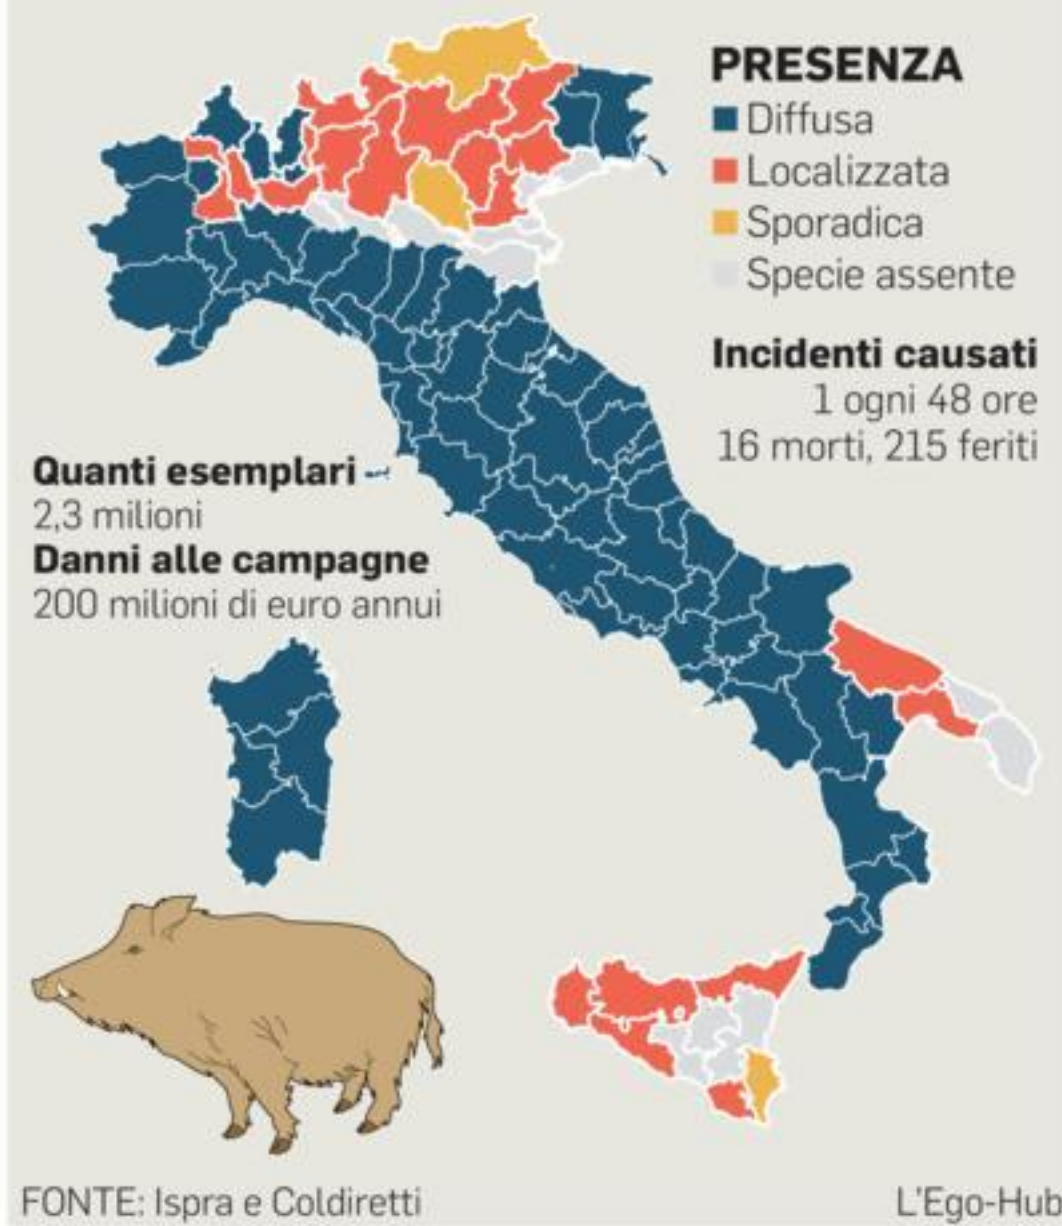 PRESENZA
Diffusa
Localizzata
Sporadica
Specie assente
Incidenti causati
1 ogni 48 ore
16 morti, 215 feriti
Quanti esemplari
2,3 milioni
Danni alle campagne
200 milioni di euro annui
FONTE: Ispra e Coldiretti
L'Ego-Hub